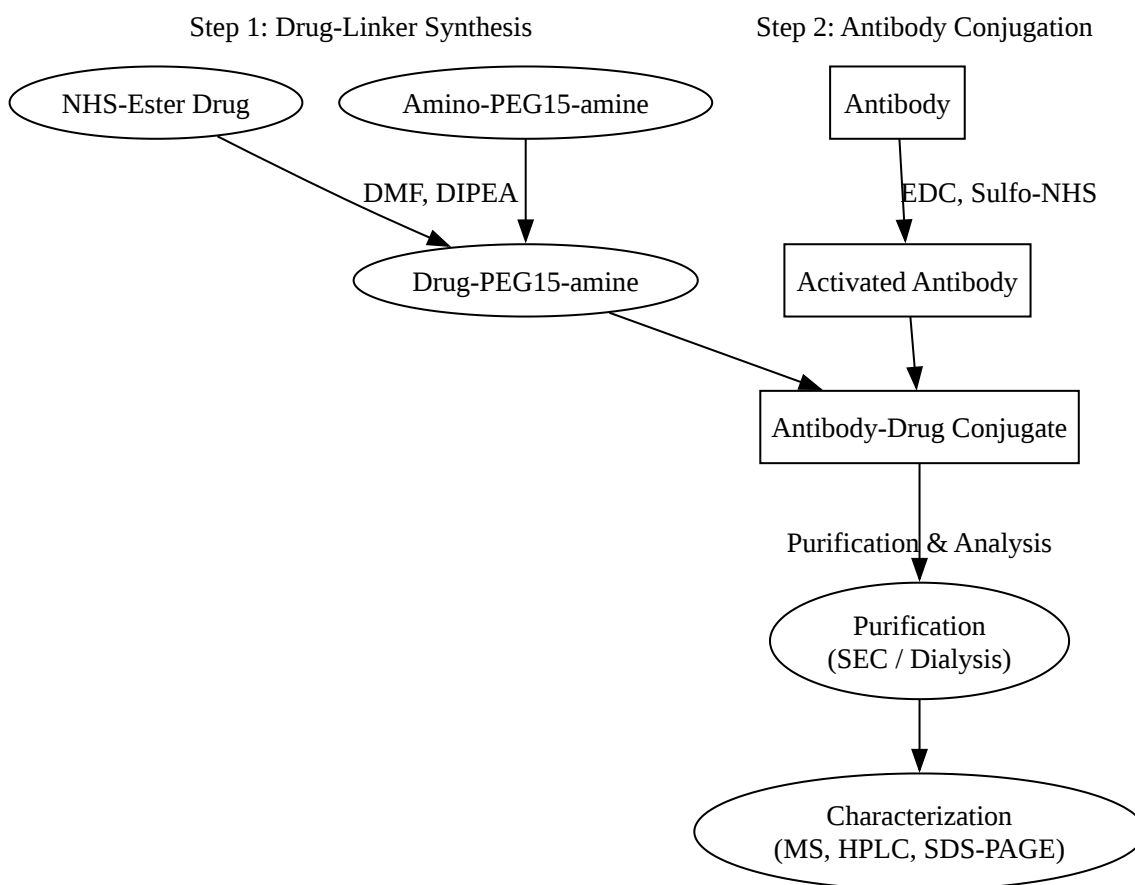 Step 1: Drug-Linker Synthesis
Step 2: Antibody Conjugation
NHS-Ester Drug
Amino-PEG15-amine
Antibody
DMF, DIPEA
EDC, Sulfo-NHS
Drug-PEG15-amine
Activated Antibody
Antibody-Drug Conjugate
Purification & Analysis
Purification
(SEC / Dialysis)
Characterization
(MS, HPLC, SDS-PAGE)